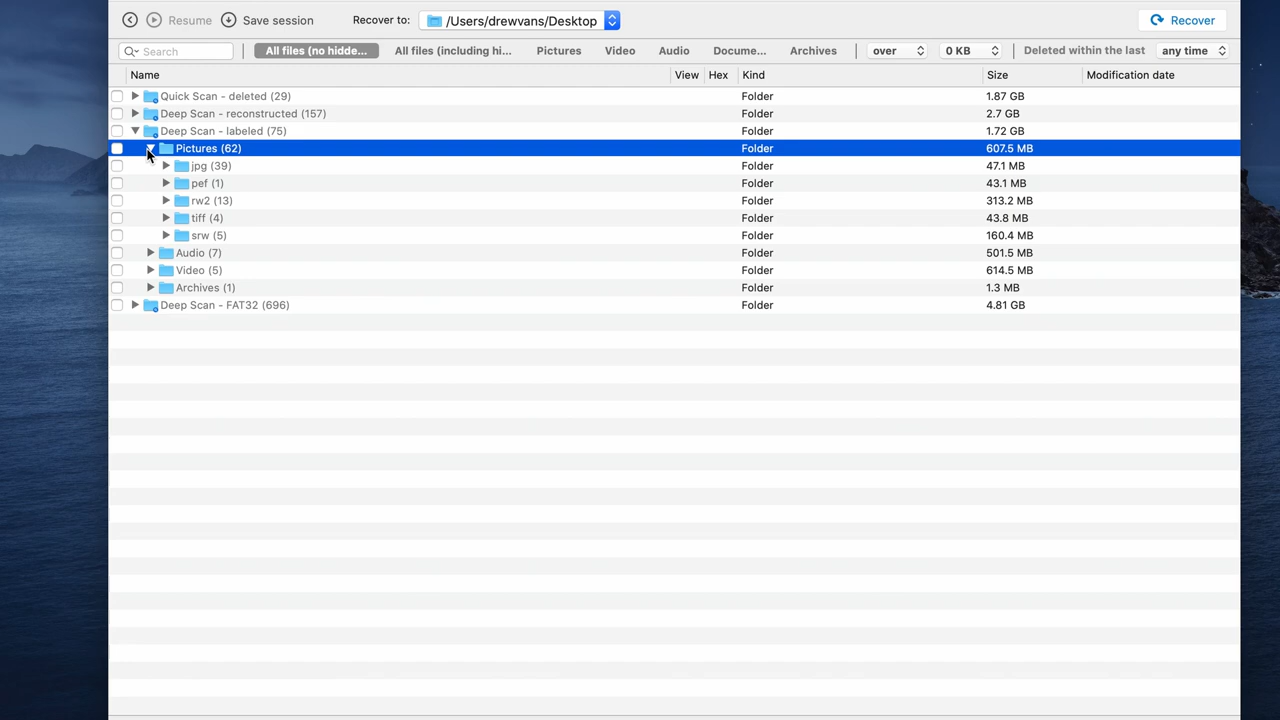 Resume Save session Recover to: /Users/drewvans/Desktop Recover
Search All files (no hidde... All files (including hi... Pictures Video Audio Docume... Archives over 0 KB Deleted within the last any time
Name View Hex Kind Size Modification date
Quick Scan - deleted (29) Folder 1.87 GB
Deep Scan - reconstructed (157) Folder 2.7 GB
Deep Scan - labeled (75) Folder 1.72 GB
Pictures (62) Folder 607.5 MB
jpg (39) Folder 47.1 MB
pef (1) Folder 43.1 MB
rw2 (13) Folder 313.2 MB
tiff (4) Folder 43.8 MB
srw (5) Folder 160.4 MB
Audio (7) Folder 501.5 MB
Video (5) Folder 614.5 MB
Archives (1) Folder 1.3 MB
Deep Scan - FAT32 (696) Folder 4.81 GB